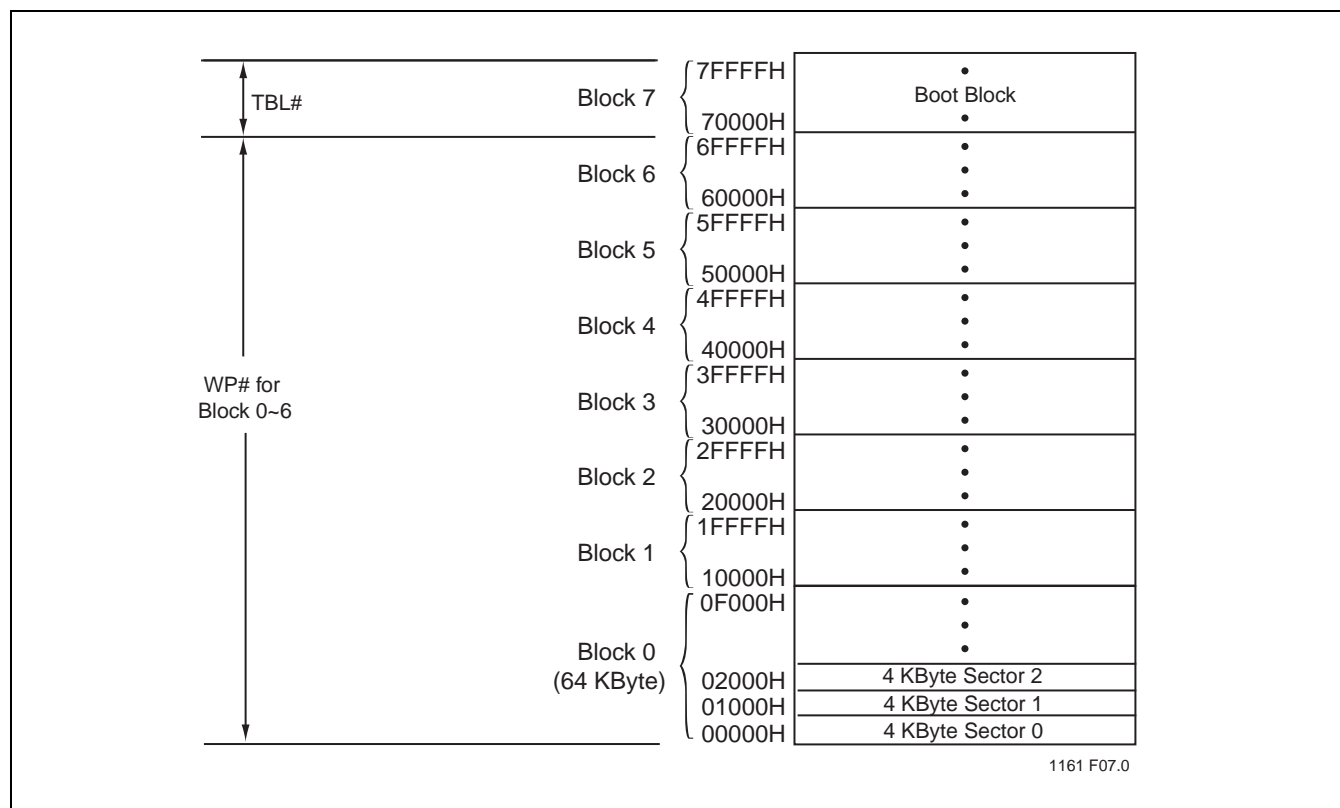 7FFFFH
TBL#
Block 7
Boot Block
70000H
6FFFFH
Block 6
60000H
5FFFFH
Block 5
50000H
4FFFFH
Block 4
40000H
3FFFFH
WP# for
Block 0~6
Block 3
30000H
2FFFFH
Block 2
20000H
1FFFFH
Block 1
10000H
0F000H
Block 0
(64 KByte)
02000H
4 KByte Sector 2
01000H
4 KByte Sector 1
00000H
4 KByte Sector 0
1161 F07.0